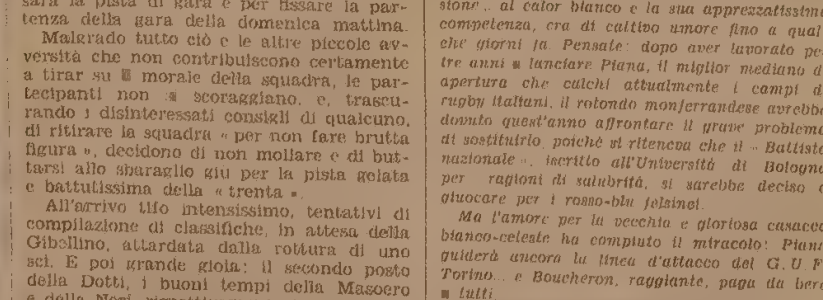 sara la pista di gara e per fissare la par-
tenza della gara della domenica mattina.
Malgrado tutto ciò e le altre piccole av-
versità che non contribuiscono certamente
a tirar su morale della squadra, le par-
tecipanti non scoraggiano. e, trascu-
rando i disinteressati consigli di qualcuno,
di ritirare la squadra « per non fare brutta
figura », decidono di non mollare e di but-
tarsi allo sbaraglio giu per la pista gelata
e battutissima della « trenta ».
All'arrivo tifo intensissimo, tentativi di
compilazione di classifiche, in attesa della
Gibellino, attardata dalla rottura di uno
sci. E poi grande gioia: il secondo posto
della Dotti, i buoni tempi della Masoero
e della
sione.. al calor bianco e la sua apprezzatissima
competenza, era di cattivo umore fino a qual
che giorni fa. Pensate: dopo aver lavorato pe
tre anni a lanciare Piana, il miglior mediano d
apertura che calchi attualmente i campi d
rugby italiani, il rotondo monferrandese avrebbe
dovuto quest'anno affrontare il grave problema
di sostituirlo, poichè si riteneva che il « Battista
nazionale », iscritto all'Università di Bologna
per ragioni di salubrità, si sarebbe deciso a
giuocare per i rosso-blu felsinei.
Ma l'amore per la vecchia e gloriosa casacca
bianco-celeste ha compiuto il miracolo: Piana
guiderà ancora la linea d'attacco del G. U. F.
Torino... e Boucheron, raggiante, paga da bere
tutti.